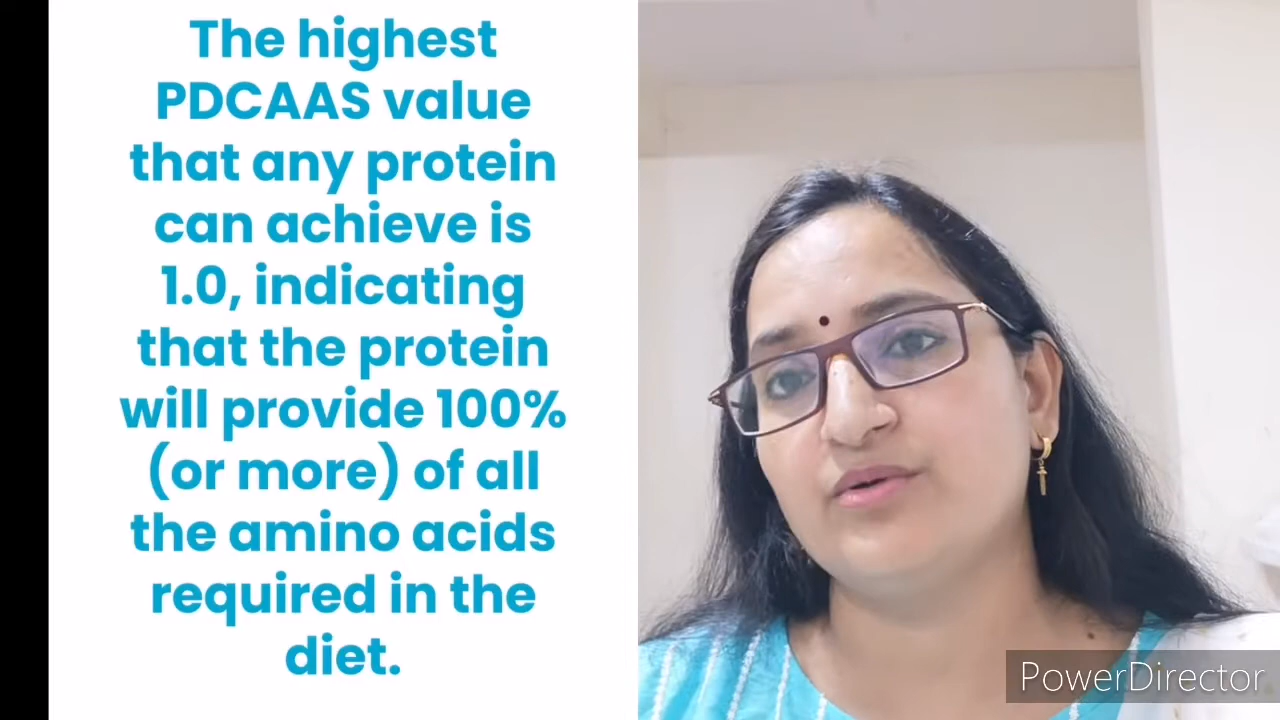 The highest
PDCAAS value
that any protein
can achieve is
1.0, indicating
that the protein
will provide 100%
(or more) of all
the amino acids
required in the
diet.
PowerDirector